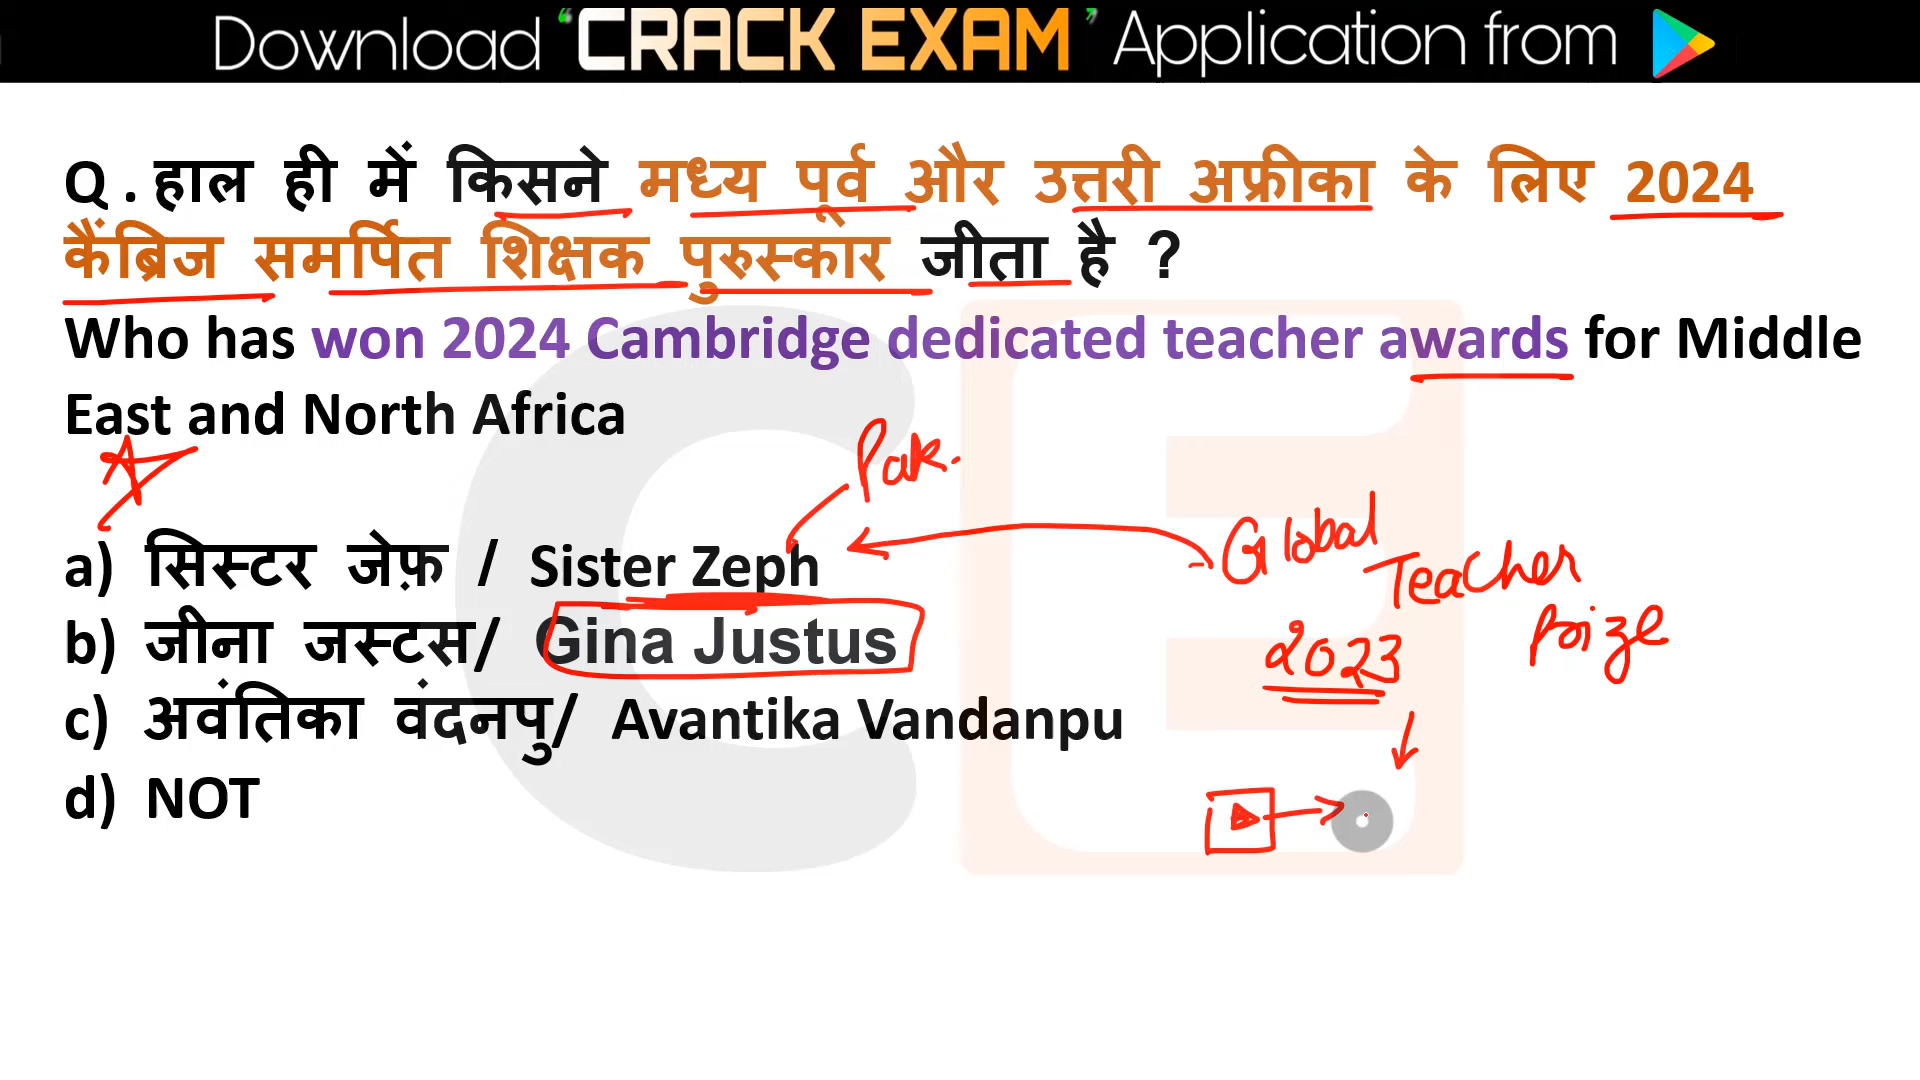 Download “CRACK EXAM” Application from
Q . हाल ही में किसने मध्य पूर्व और उत्तरी अफ्रीका के लिए 2024
कैंब्रिज समर्पित शिक्षक पुरुस्कार जीता है ?
Who has won 2024 Cambridge dedicated teacher awards for Middle
East and North Africa
Pak.
Global
Teacher
Prize
2023
a) सिस्टर जेफ़ / Sister Zeph
b) जीना जस्टस/ Gina Justus
c) अवंतिका वंदनपु/ Avantika Vandanpu
d) NOT
CE